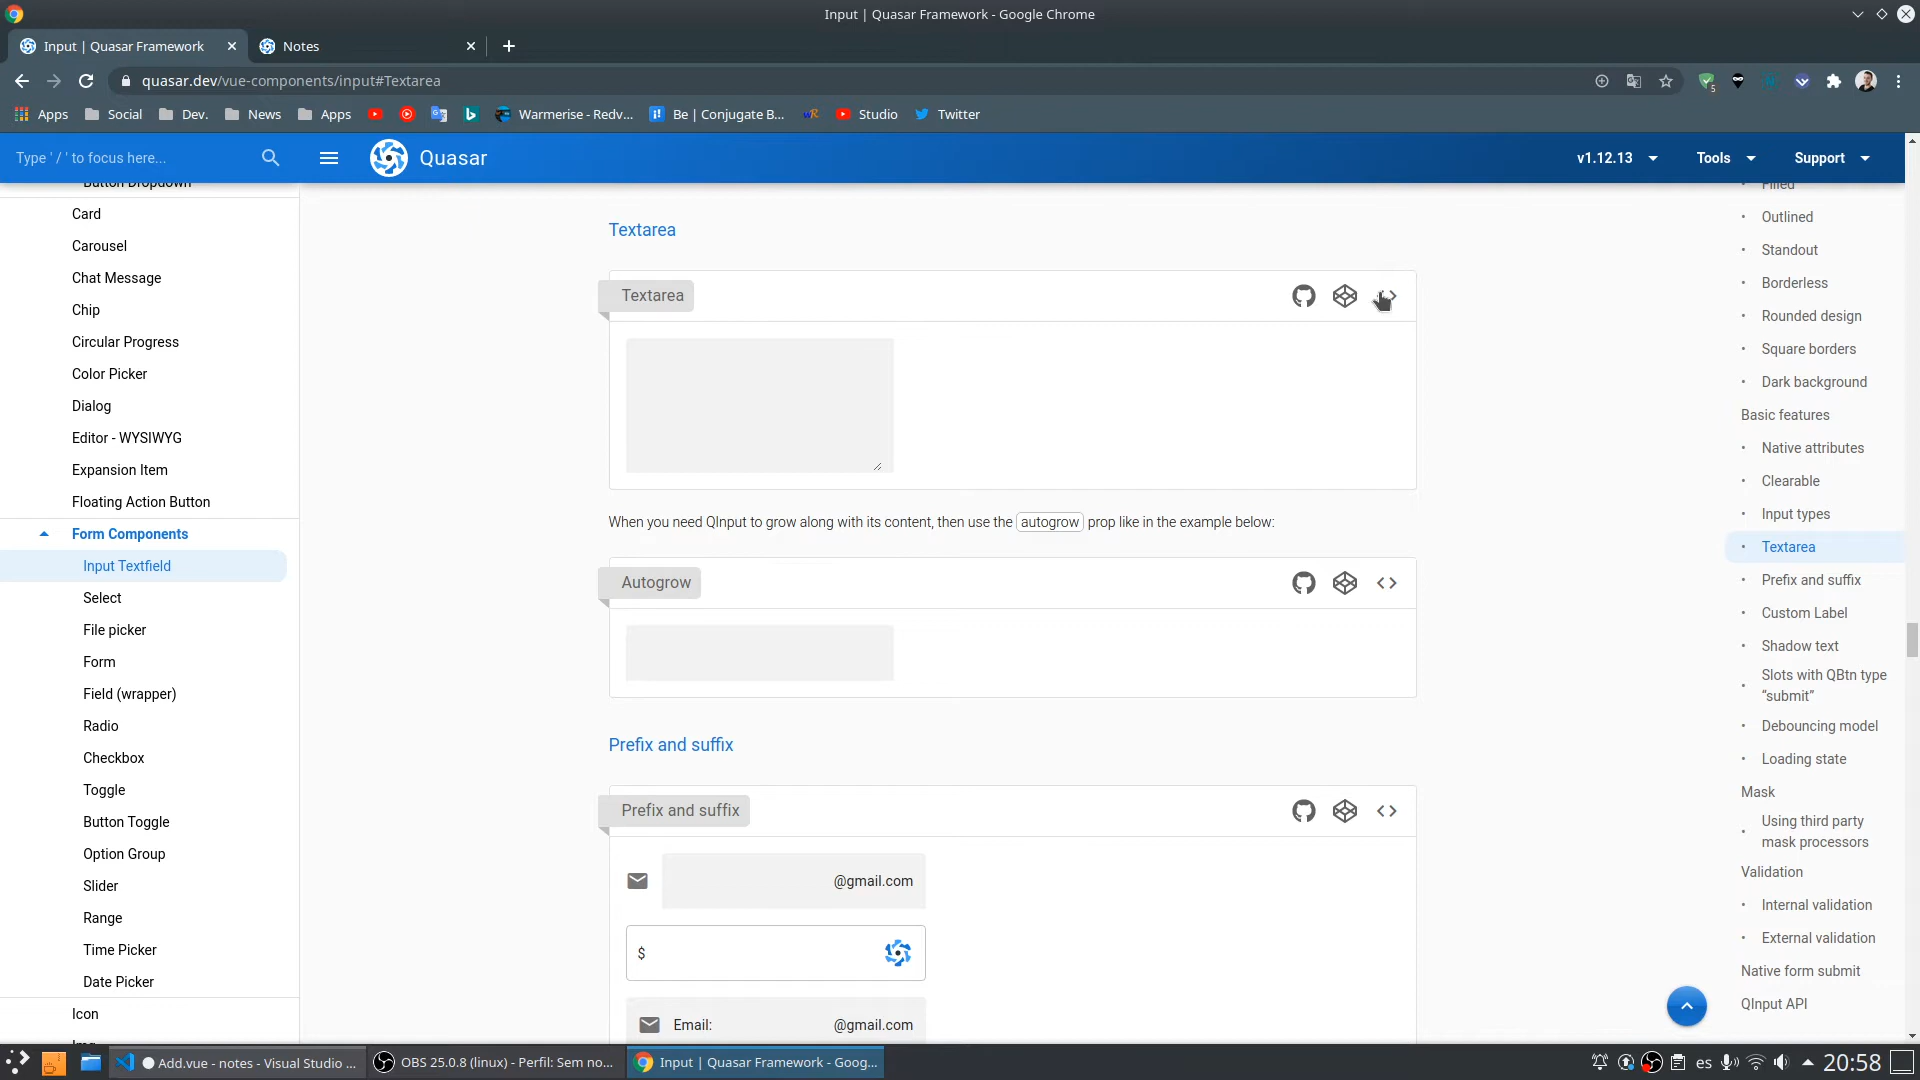 Input | Quasar Framework - Google Chrome
Input | Quasar Framework
Notes
quasar.dev/vue-components/input#Textarea
Apps
Social
Dev.
News
Apps
Warmerise - Redv...
Be | Conjugate B...
wR
Studio
Twitter
Type ' / ' to focus here...
Quasar
v1.12.13
Tools
Support
Button Dropdown
Card
Carousel
Chat Message
Chip
Circular Progress
Color Picker
Dialog
Editor - WYSIWYG
Expansion Item
Floating Action Button
Form Components
Input Textfield
Select
File picker
Form
Field (wrapper)
Radio
Checkbox
Toggle
Button Toggle
Option Group
Slider
Range
Time Picker
Date Picker
Icon
Textarea
Textarea
When you need QInput to grow along with its content, then use the autogrow prop like in the example below:
Autogrow
Prefix and suffix
Prefix and suffix
@gmail.com
$
Email:
@gmail.com
Filled
Outlined
Standout
Borderless
Rounded design
Square borders
Dark background
Basic features
Native attributes
Clearable
Input types
Textarea
Prefix and suffix
Custom Label
Shadow text
Slots with QBtn type
“submit”
Debouncing model
Loading state
Mask
Using third party
mask processors
Validation
Internal validation
External validation
Native form submit
QInput API
Add.vue - notes - Visual Studio ...
OBS 25.0.8 (linux) - Perfil: Sem no...
Input | Quasar Framework - Goog...
es
20:58